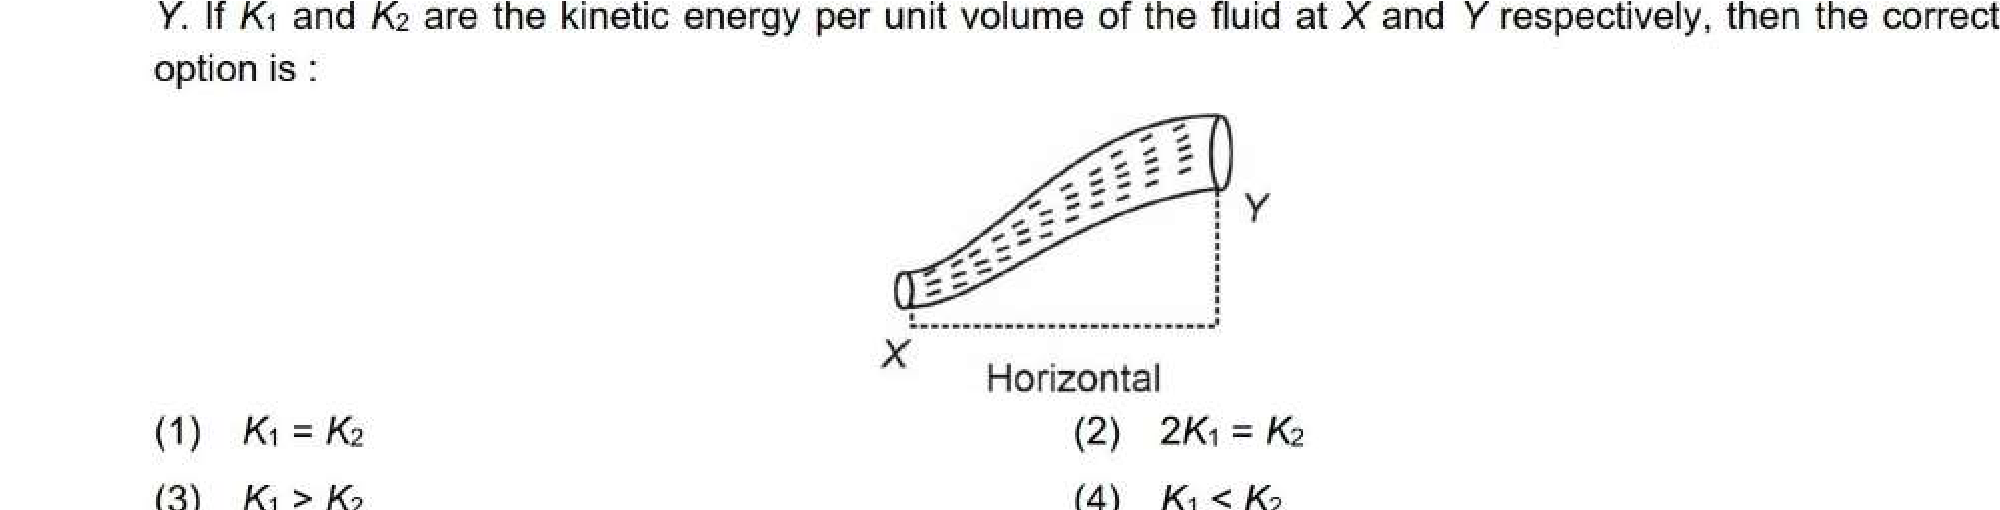 Y. If K₁ and K₂ are the kinetic energy per unit volume of the fluid at X and Y respectively, then the correct
option is :
Y
X
Horizontal
(1) K₁ = K₂ (2) 2K₁ = K₂
(3) K₁ > K₂ (4) K₁ < K₂